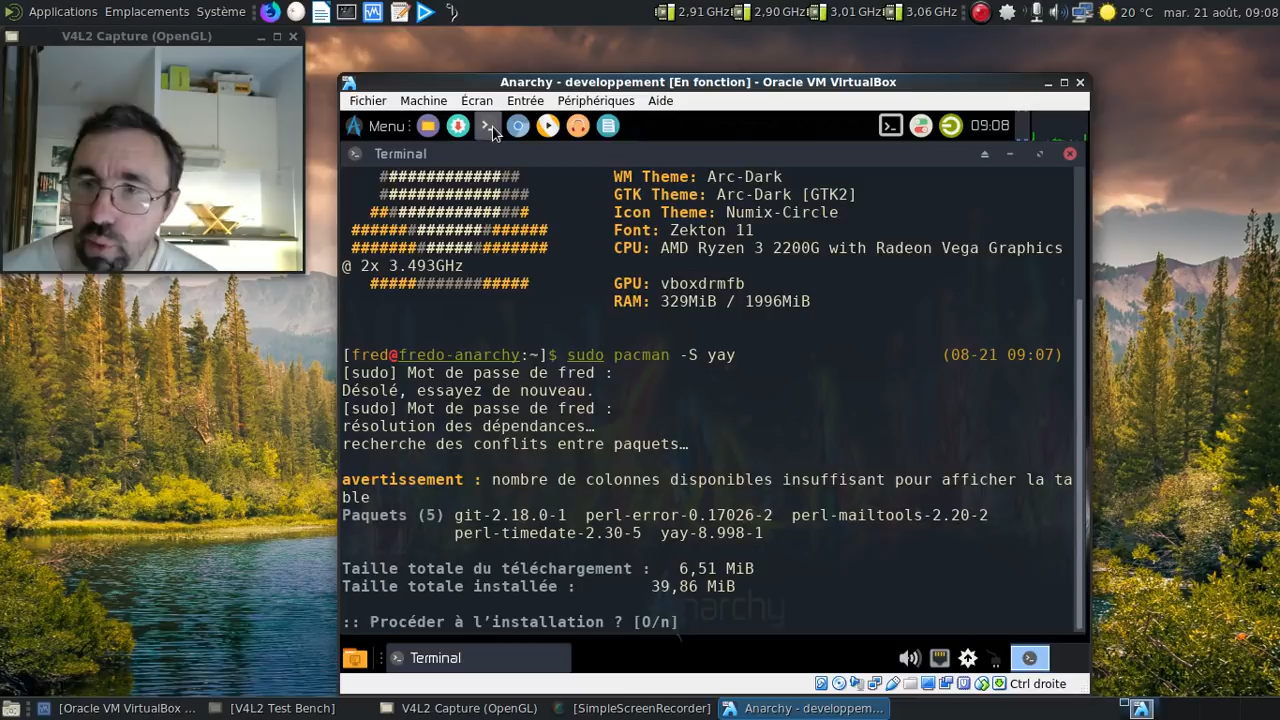 Applications Emplacements Système
2,91 GHz 2,90 GHz 3,01 GHz 3,06 GHz 20 °C mar. 21 août, 09:08
V4L2 Capture (OpenGL)
Anarchy - developpement [En fonction] - Oracle VM VirtualBox
Fichier Machine Écran Entrée Périphériques Aide
Menu 09:08
Terminal
############### WM Theme: Arc-Dark
################ GTK Theme: Arc-Dark [GTK2]
################# Icon Theme: Numix-Circle
##################### Font: Zekton 11
##################### CPU: AMD Ryzen 3 2200G with Radeon Vega Graphics
@ 2x 3.493GHz
################# GPU: vboxdrmfb
RAM: 329MiB / 1996MiB
[fred@fredo-anarchy:~]$ sudo pacman -S yay (08-21 09:07)
[sudo] Mot de passe de fred :
Désolé, essayez de nouveau.
[sudo] Mot de passe de fred :
résolution des dépendances…
recherche des conflits entre paquets…
avertissement : nombre de colonnes disponibles insuffisant pour afficher la ta
ble
Paquets (5) git-2.18.0-1 perl-error-0.17026-2 perl-mailtools-2.20-2
perl-timedate-2.30-5 yay-8.998-1
Taille totale du téléchargement : 6,51 MiB
Taille totale installée : 39,86 MiB
:: Procéder à l’installation ? [O/n]
Terminal
Ctrl droite
[Oracle VM VirtualBox ... [V4L2 Test Bench] V4L2 Capture (OpenGL) [SimpleScreenRecorder] Anarchy - developpem...